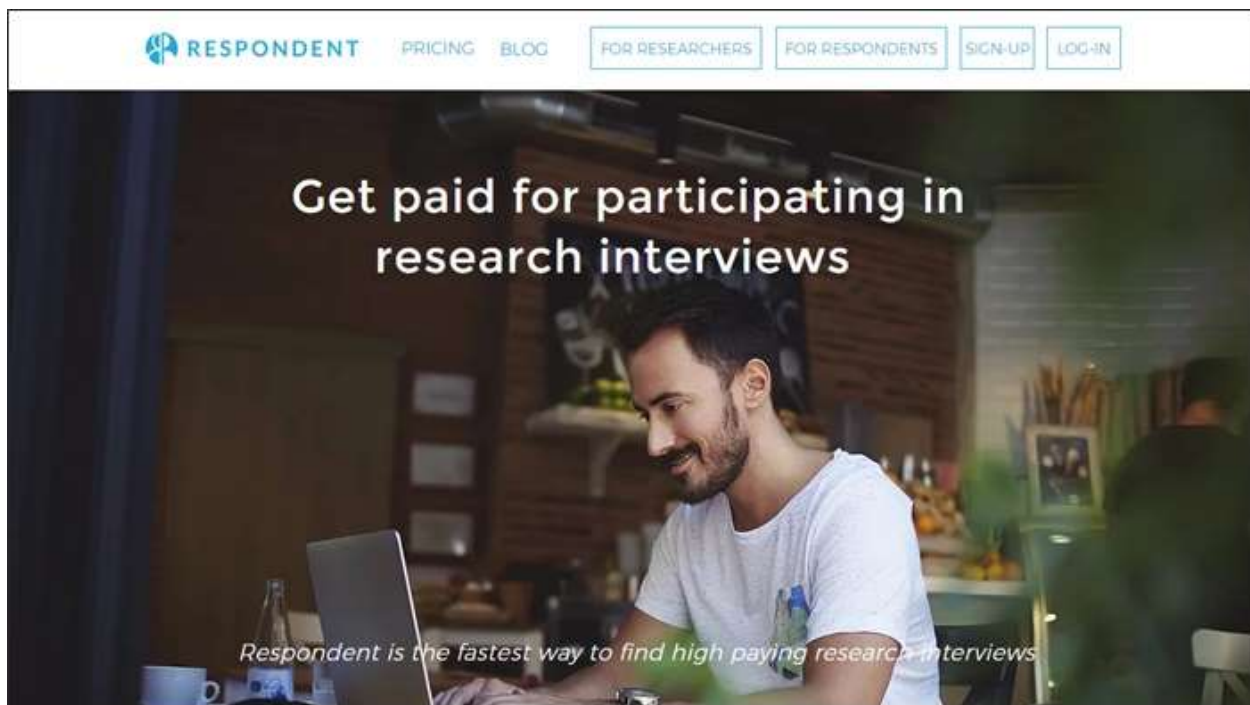 RESPONDENT PRICING BLOG FOR RESEARCHERS FOR RESPONDENTS SIGN-UP LOG-IN
Get paid for participating in
research interviews
Respondent is the fastest way to find high paying research interviews